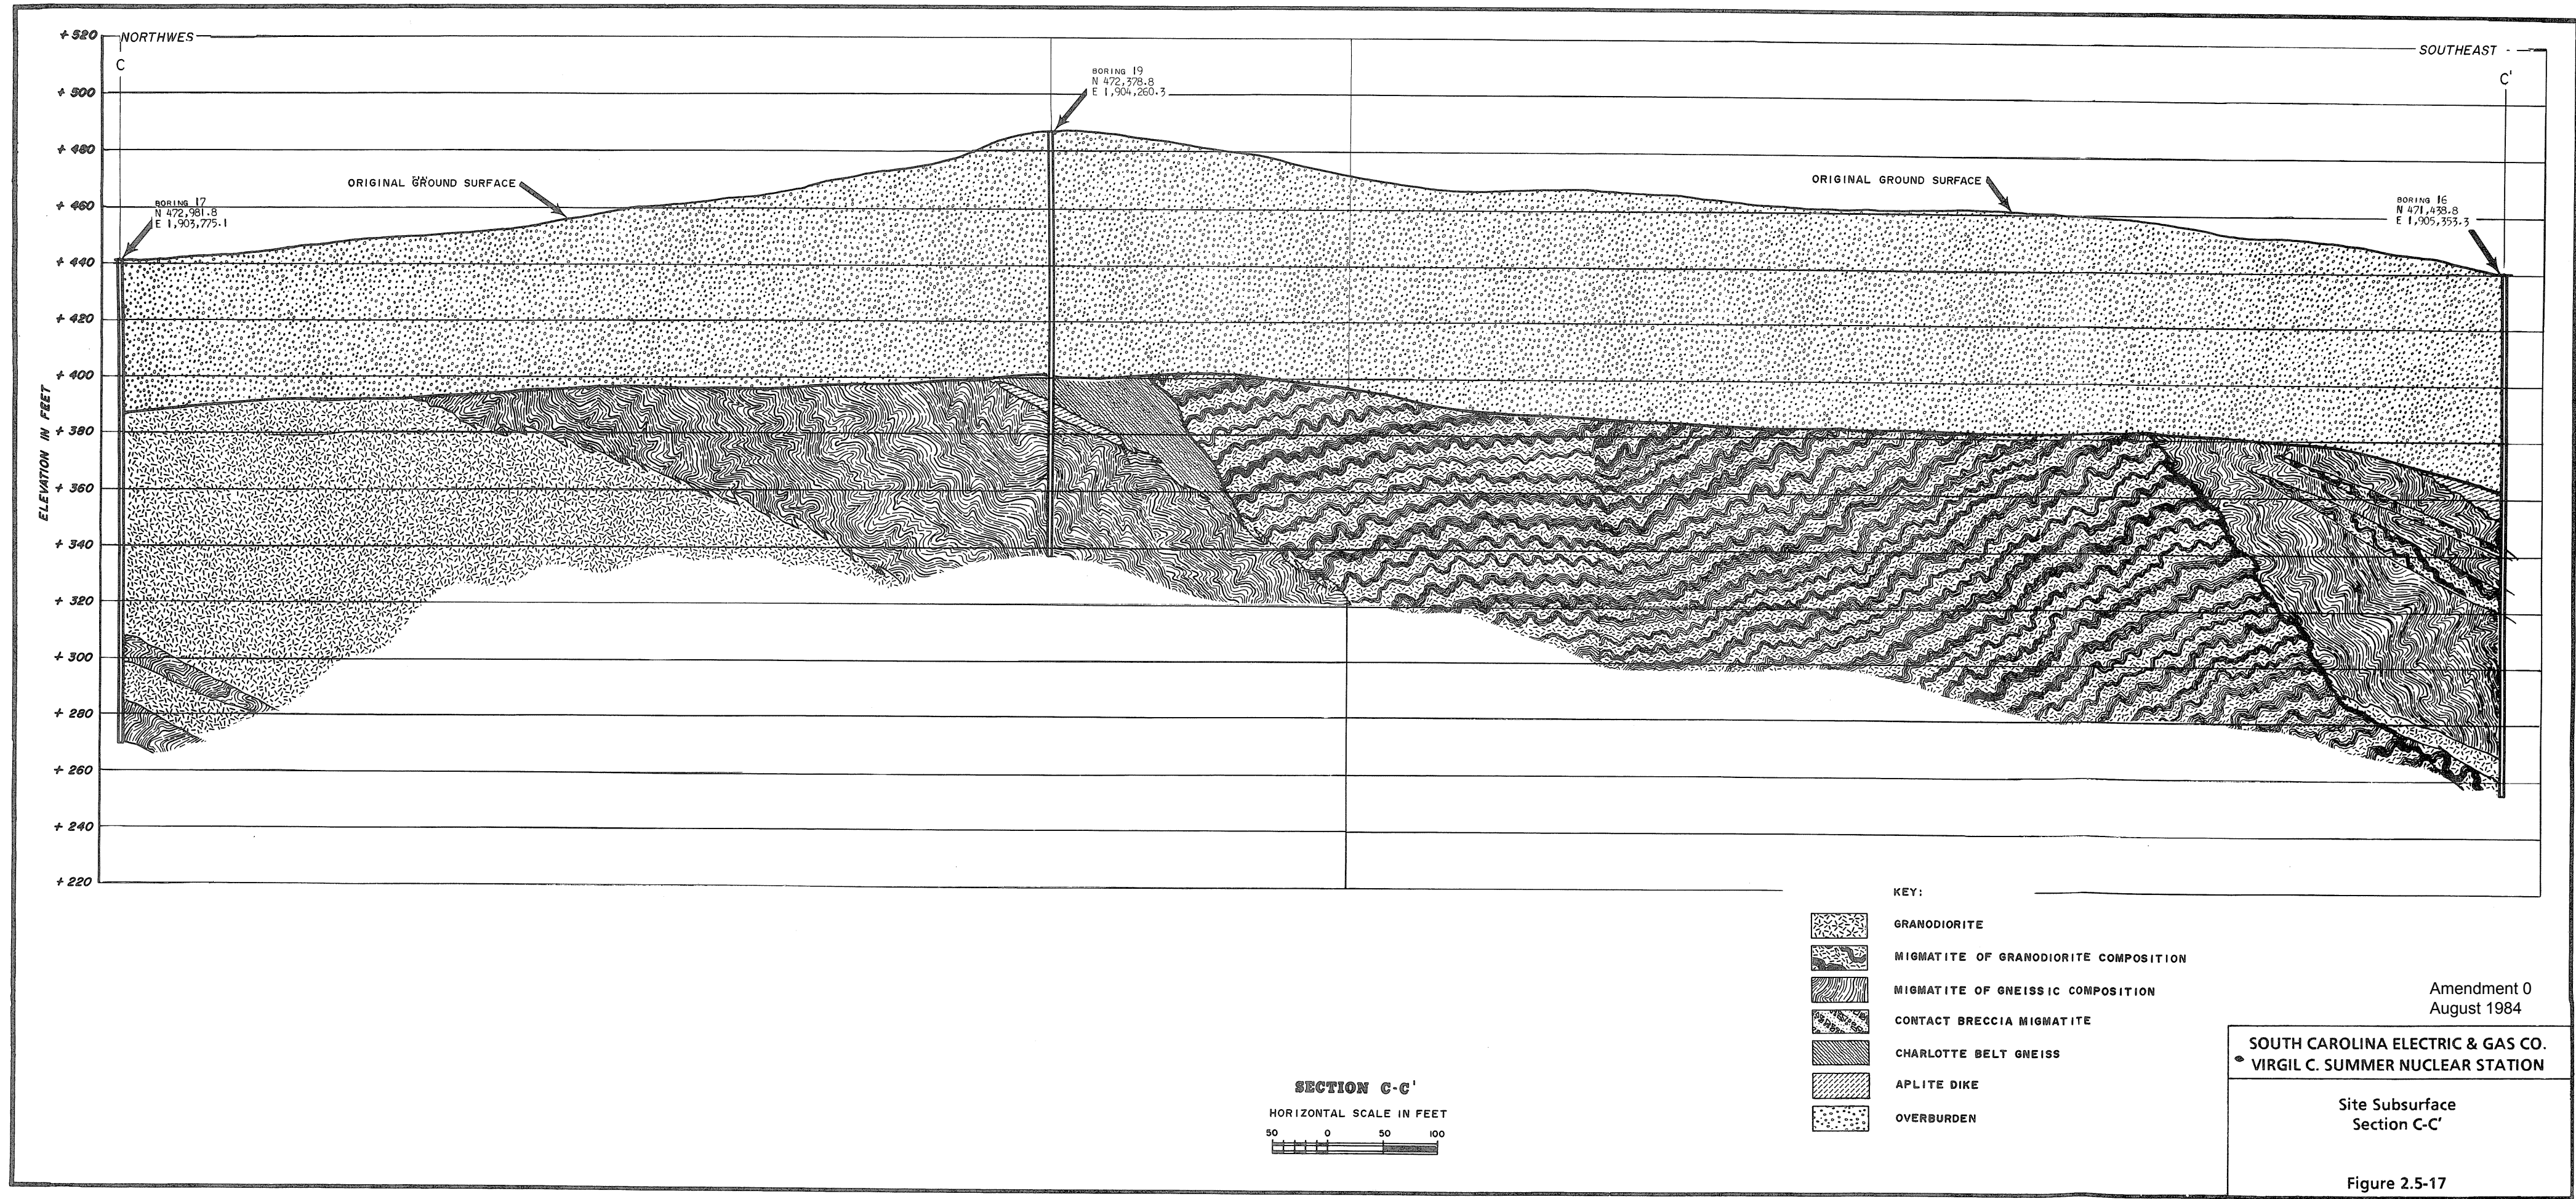 + 520
NORTHWES
SOUTHEAST
C
C'
BORING 19
N 472,378.8
E 1,904,260.3
+ 500
+ 480
ORIGINAL GROUND SURFACE
ORIGINAL GROUND SURFACE
+ 460
BORING 17
N 472,981.8
E 1,903,775.1
BORING 16
N 471,438.8
E 1,905,353.3
+ 440
+ 420
+ 400
ELEVATION IN FEET
+ 380
+ 360
+ 340
+ 320
+ 300
+ 280
+ 260
+ 240
+ 220
KEY:
GRANODIORITE
MIGMATITE OF GRANODIORITE COMPOSITION
MIGMATITE OF GNEISSIC COMPOSITION
CONTACT BRECCIA MIGMATITE
CHARLOTTE BELT GNEISS
APLITE DIKE
OVERBURDEN
SECTION C-C'
HORIZONTAL SCALE IN FEET
50 0 50 100
Amendment 0
August 1984
SOUTH CAROLINA ELECTRIC & GAS CO.
VIRGIL C. SUMMER NUCLEAR STATION
Site Subsurface
Section C-C'
Figure 2.5-17